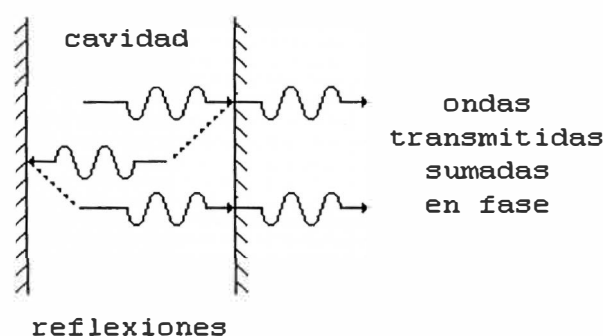 cavidad
ondas
transmitidas
sumadas
en fase
reflexiones